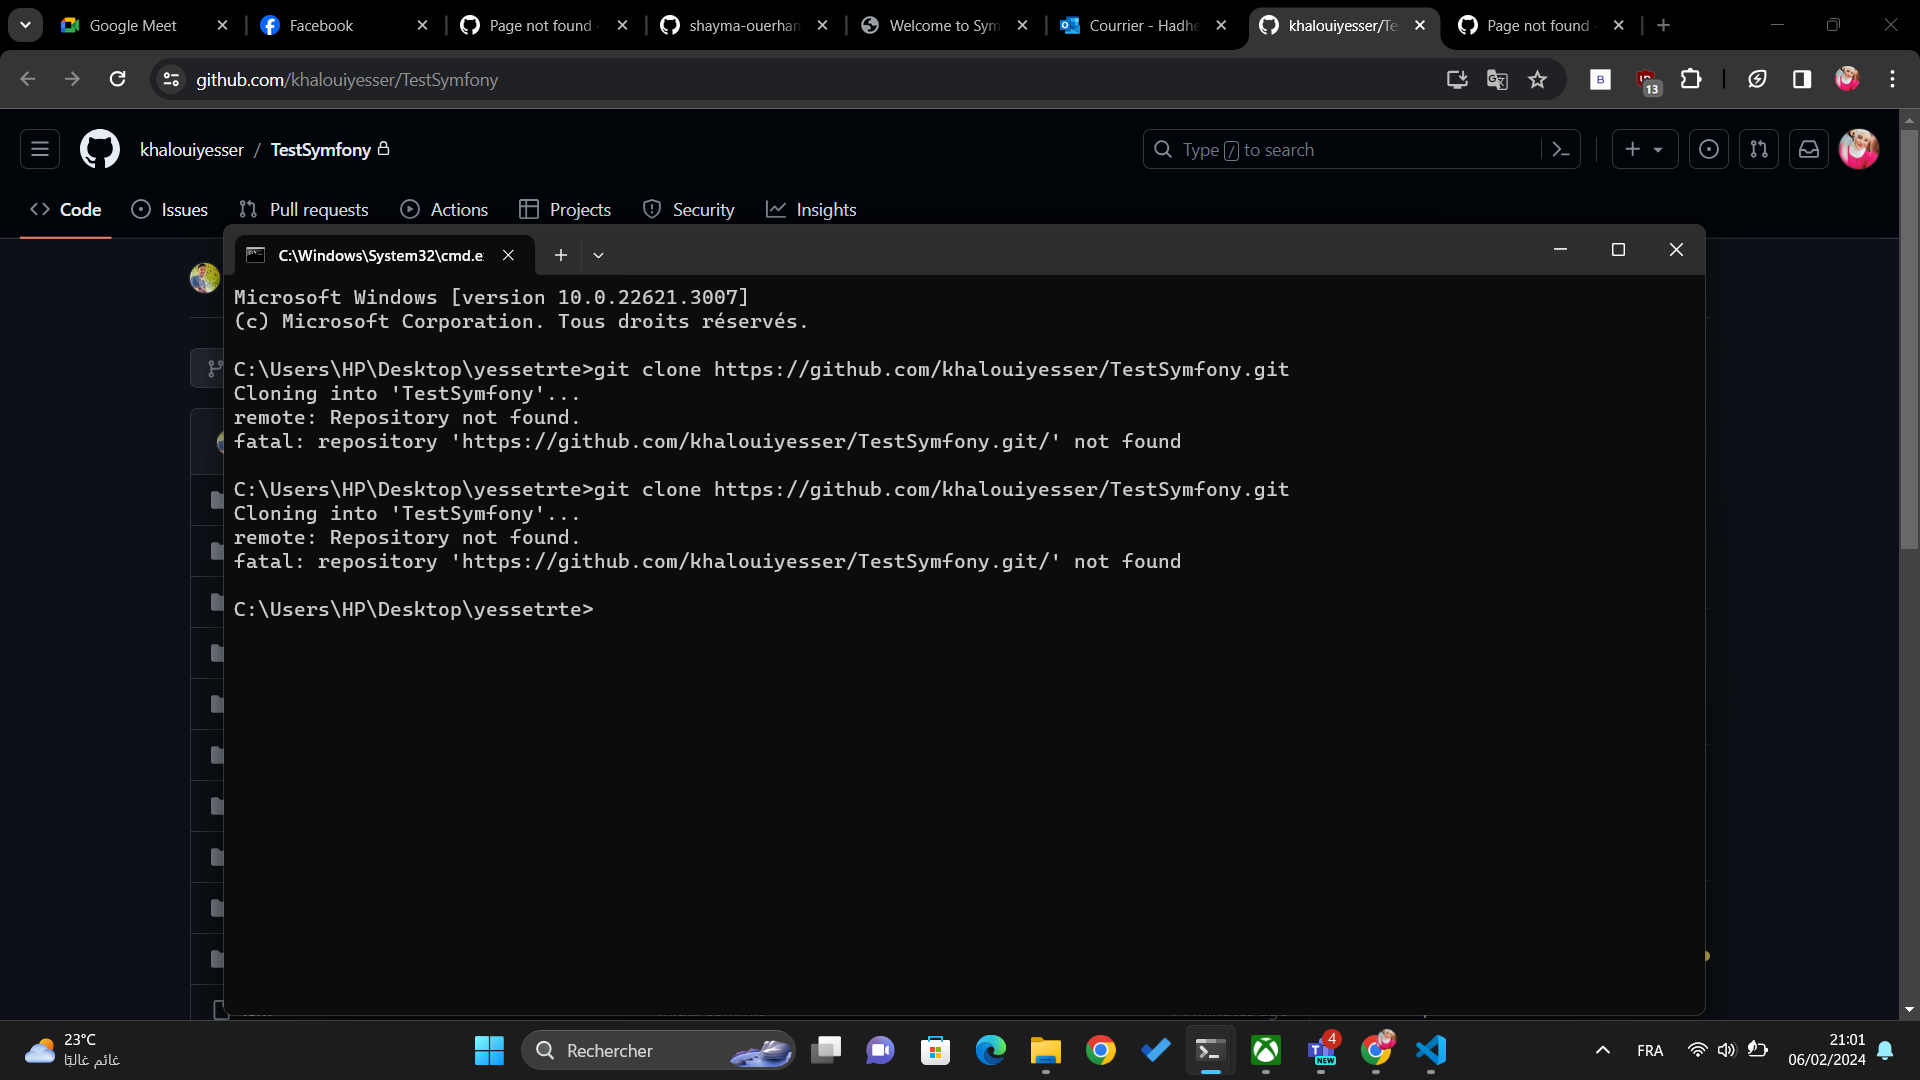 Google Meet
Facebook
Page not found
shayma-ouerhan
Welcome to Sym
Courrier - Hadhe
khalouiyesser/Te
Page not found
github.com/khalouiyesser/TestSymfony
B
13
khalouiyesser / TestSymfony
Type / to search
Code
Issues
Pull requests
Actions
Projects
Security
Insights
C:\Windows\System32\cmd.e
Microsoft Windows [version 10.0.22621.3007]
(c) Microsoft Corporation. Tous droits réservés.
C:\Users\HP\Desktop\yessetrte>git clone https://github.com/khalouiyesser/TestSymfony.git
Cloning into 'TestSymfony'...
remote: Repository not found.
fatal: repository 'https://github.com/khalouiyesser/TestSymfony.git/' not found
C:\Users\HP\Desktop\yessetrte>git clone https://github.com/khalouiyesser/TestSymfony.git
Cloning into 'TestSymfony'...
remote: Repository not found.
fatal: repository 'https://github.com/khalouiyesser/TestSymfony.git/' not found
C:\Users\HP\Desktop\yessetrte>
23°C
غائم غالبًا
Rechercher
4
NEW
FRA
21:01
06/02/2024